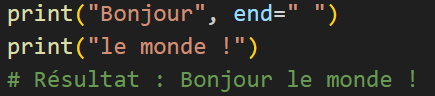 print("Bonjour", end=" ")
print("le monde !")
# Résultat : Bonjour le monde !